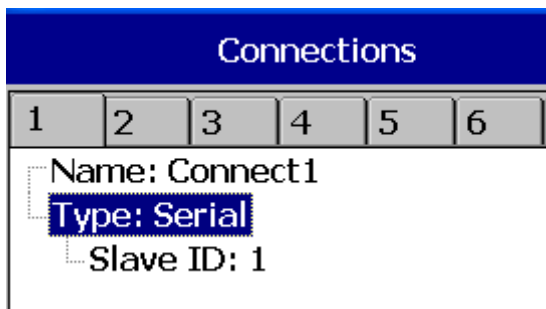 Connections
1 2 3 4 5 6
Name: Connect1
Type: Serial
Slave ID: 1